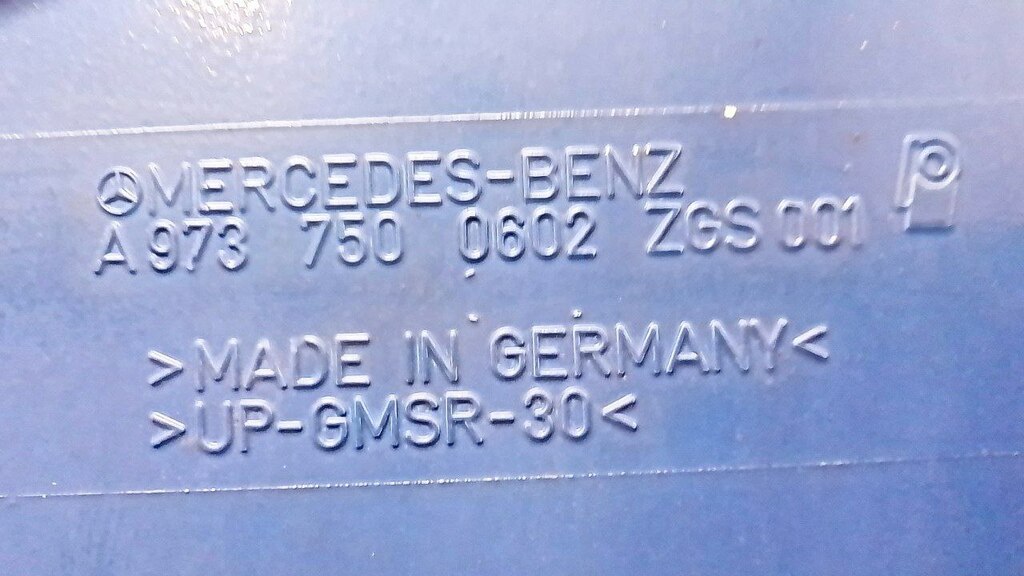 MERCEDES-BENZ
A 973 750 0602 ZGS 001
>MADE IN GERMANY<
>UP-GMSR-30<